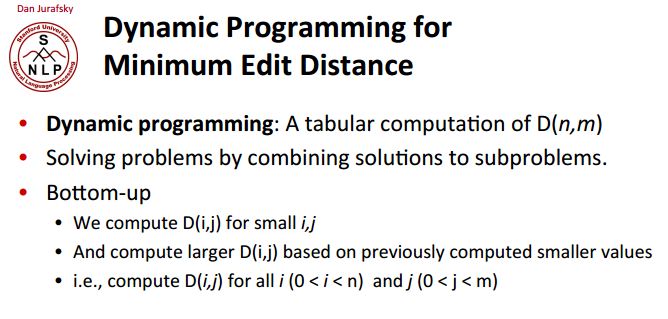 Dan Jurafsky
Stanford University
S
NLP
Natural Language Processing
Dynamic Programming for
Minimum Edit Distance
• Dynamic programming: A tabular computation of D(n,m)
• Solving problems by combining solutions to subproblems.
• Bottom-up
• We compute D(i,j) for small i,j
• And compute larger D(i,j) based on previously computed smaller values
• i.e., compute D(i,j) for all i (0 < i < n) and j (0 < j < m)